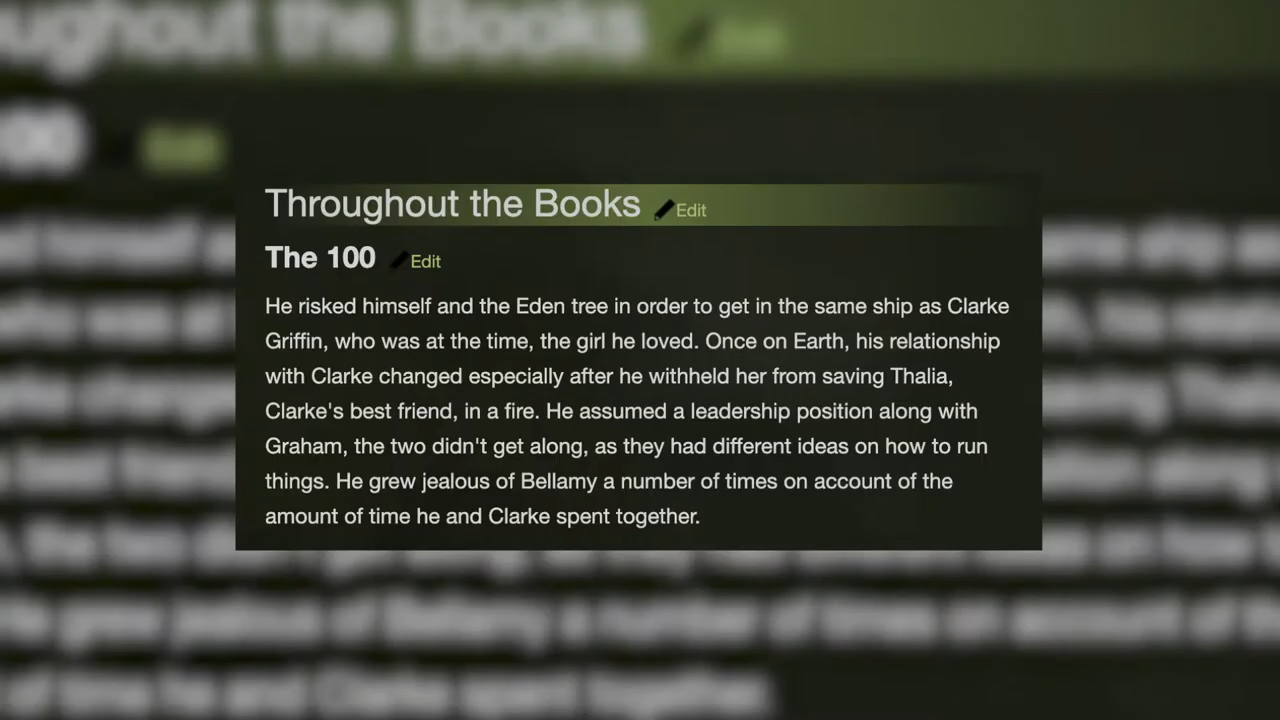 Throughout the Books Edit
The 100 Edit
He risked himself and the Eden tree in order to get in the same ship as Clarke
Griffin, who was at the time, the girl he loved. Once on Earth, his relationship
with Clarke changed especially after he withheld her from saving Thalia,
Clarke's best friend, in a fire. He assumed a leadership position along with
Graham, the two didn't get along, as they had different ideas on how to run
things. He grew jealous of Bellamy a number of times on account of the
amount of time he and Clarke spent together.